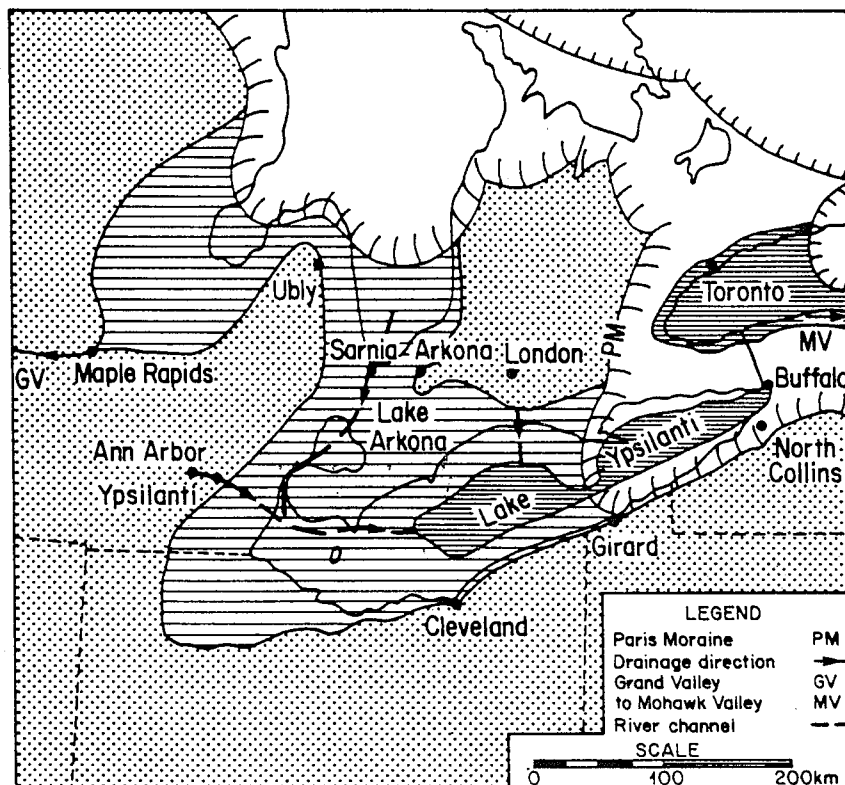 Ubly
Toronto
MV
GV
Maple Rapids
Sarnia-Arkona
London
PM
Buffalo
Lake
Arkona
Ann Arbor
Ypsilanti
Ypsilanti
North
Collins
Lake
Girard
Cleveland
LEGEND
Paris Moraine PM
Drainage direction
Grand Valley GV
to Mohawk Valley MV
River channel
SCALE
0 100 200km